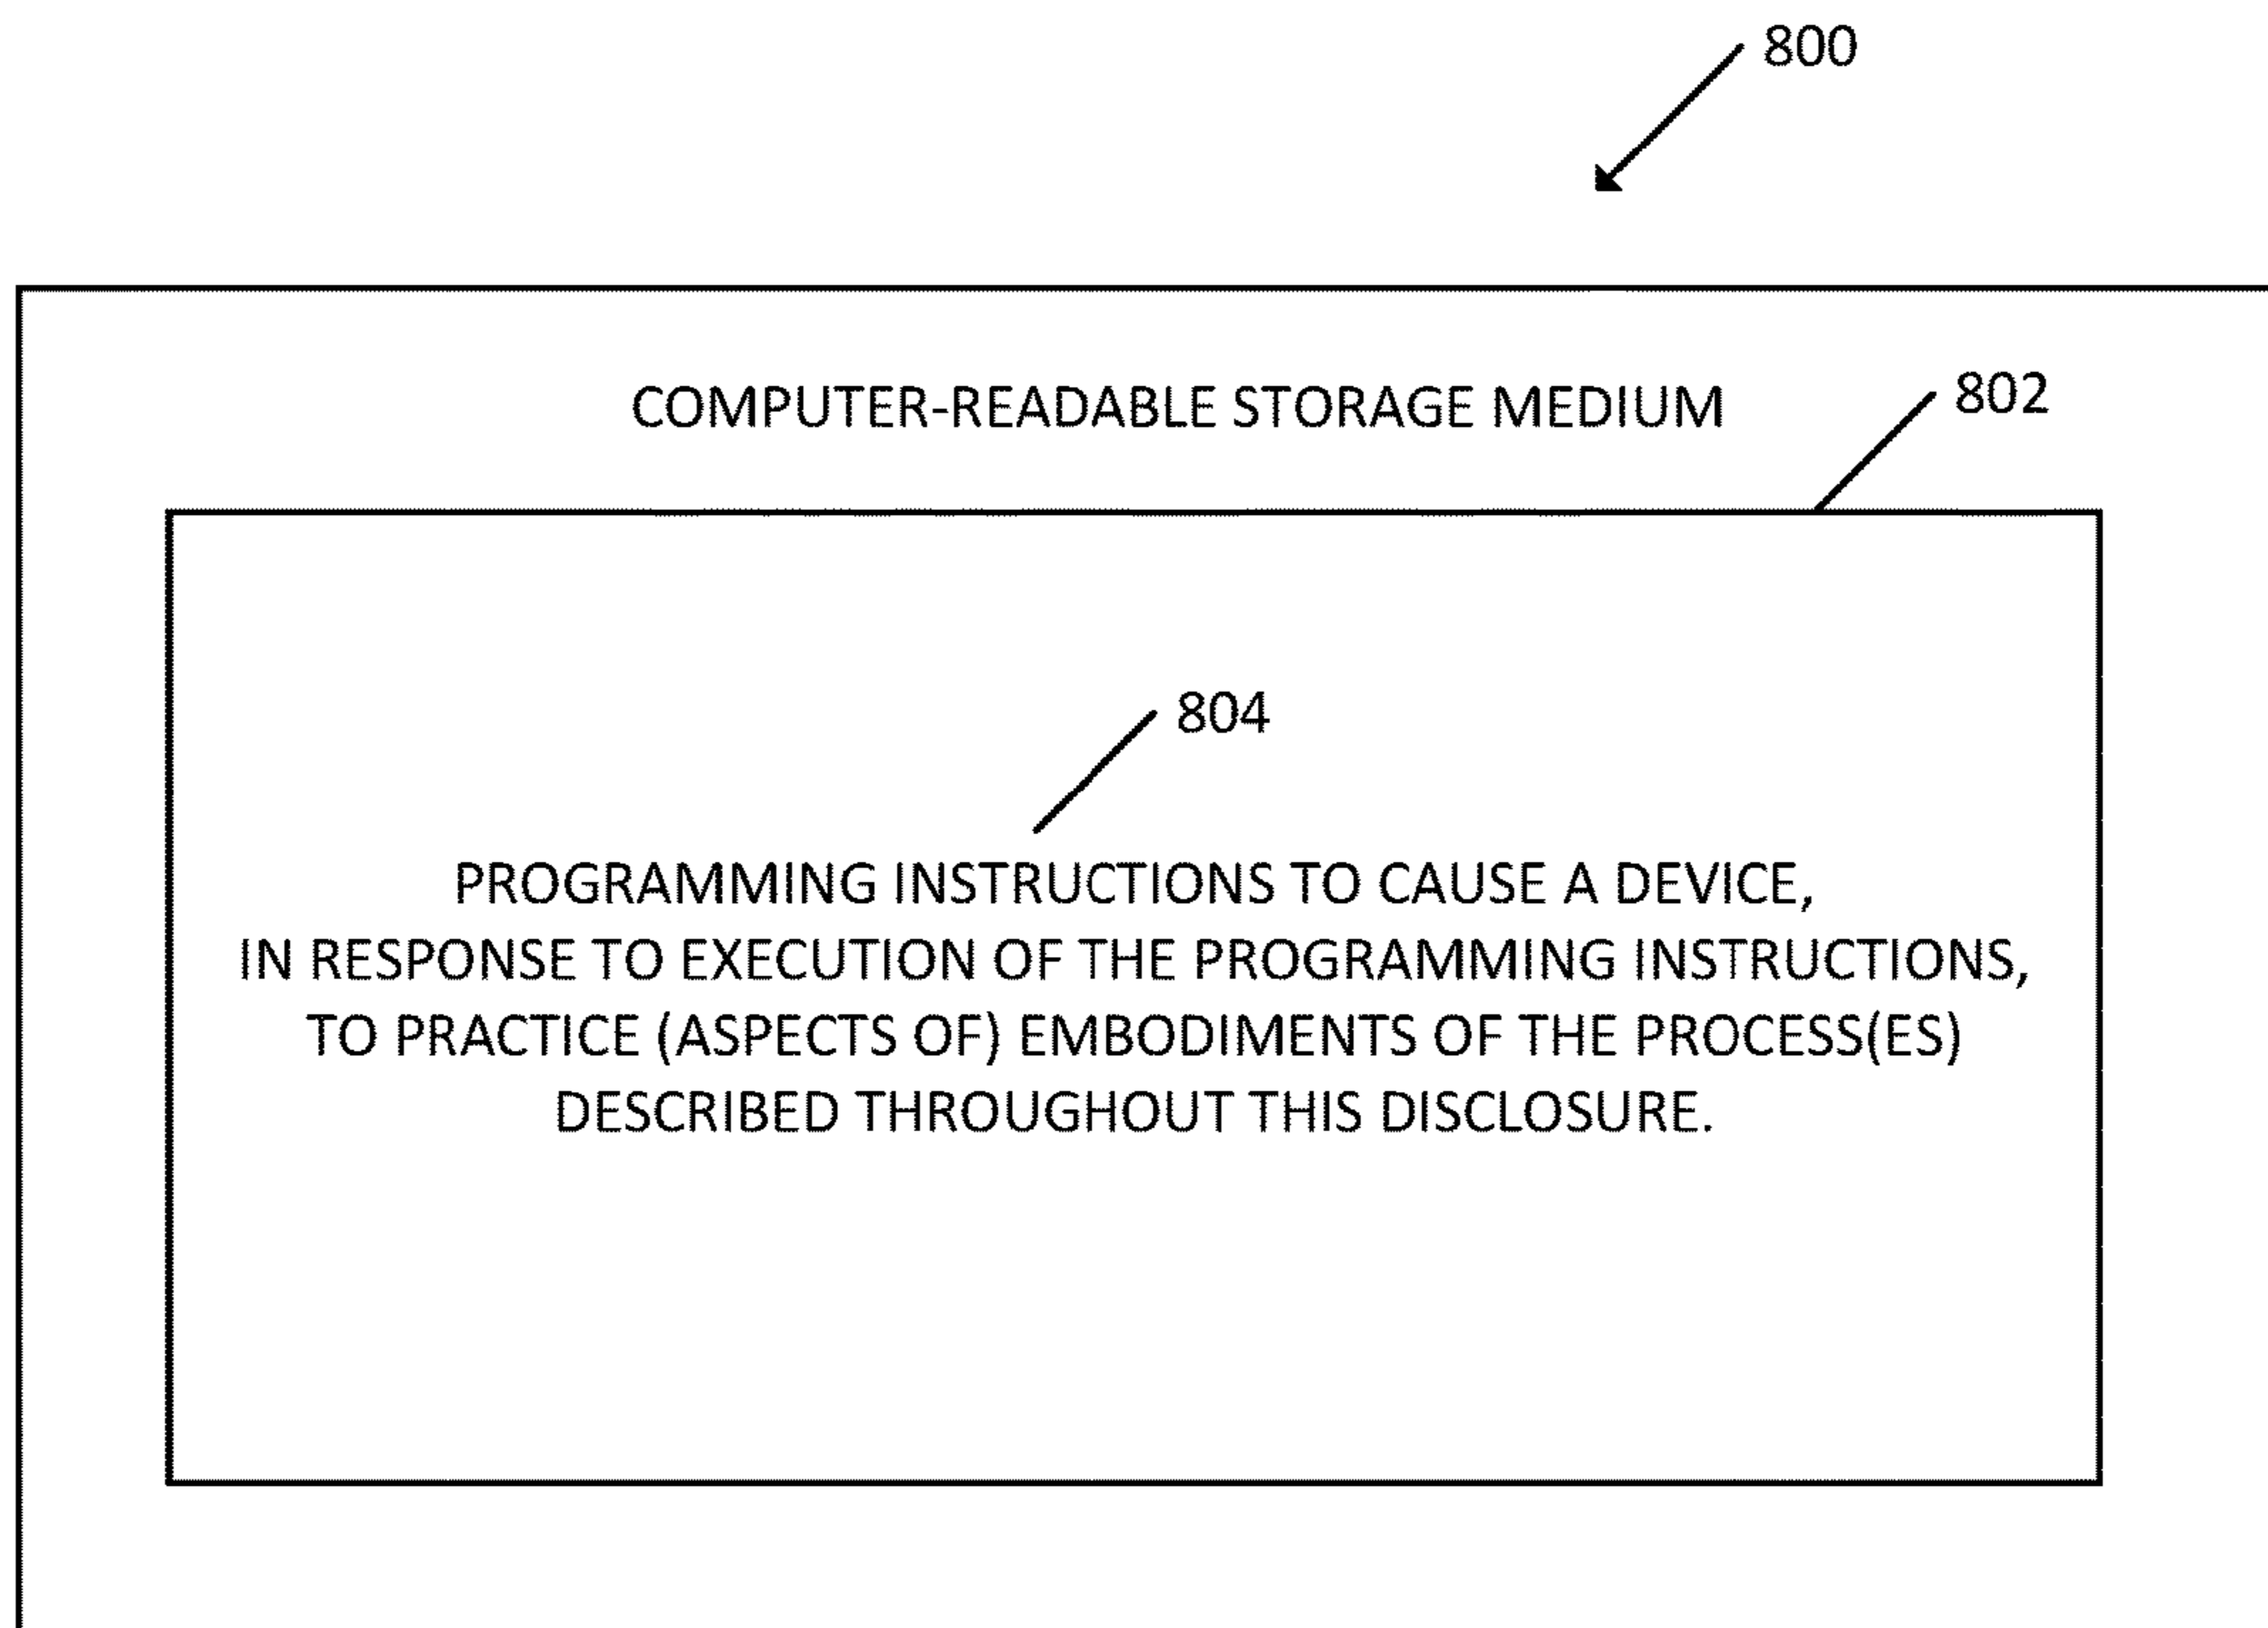 800
COMPUTER-READABLE STORAGE MEDIUM
802
804
PROGRAMMING INSTRUCTIONS TO CAUSE A DEVICE,
IN RESPONSE TO EXECUTION OF THE PROGRAMMING INSTRUCTIONS,
TO PRACTICE (ASPECTS OF) EMBODIMENTS OF THE PROCESS(ES)
DESCRIBED THROUGHOUT THIS DISCLOSURE.